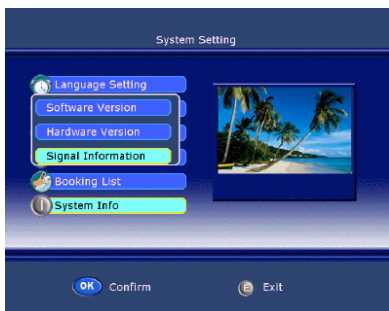 System Setting
Language Setting
Software Version
Hardware Version
Signal Information
Booking List
System Info
OK Confirm
E Exit